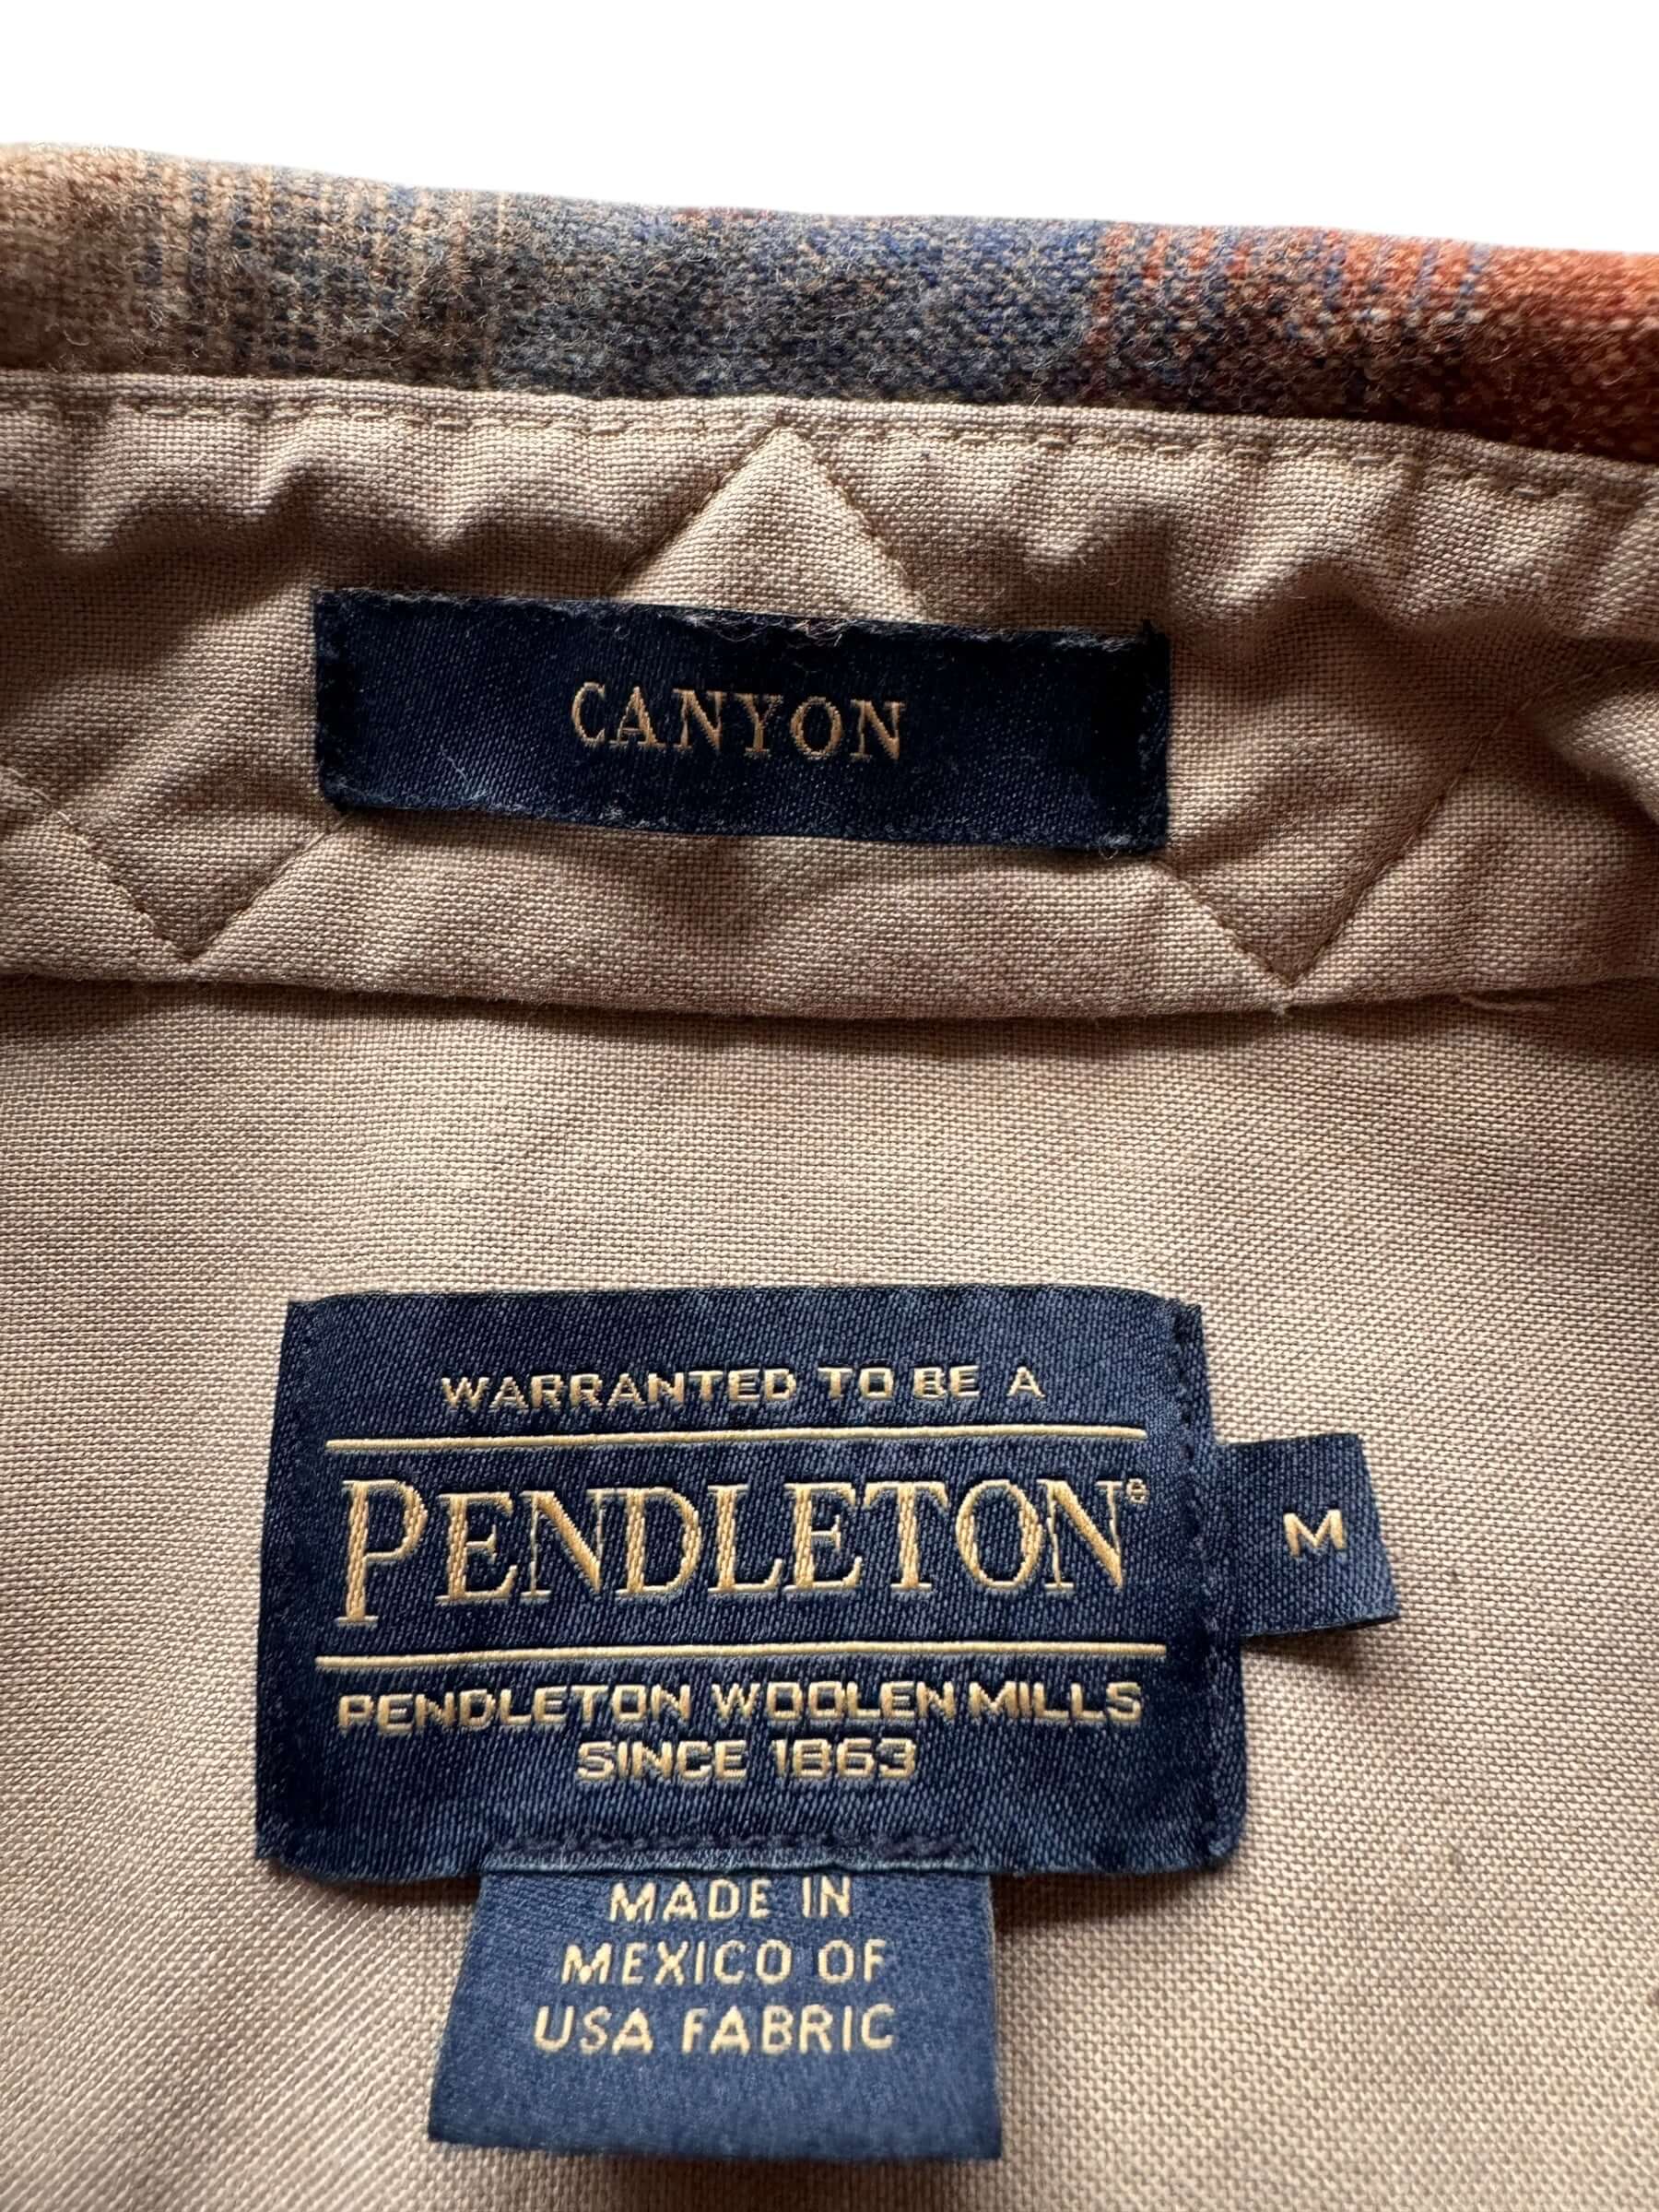 CANYON
WARRANTED TO BE A
PENDLETON®
M
PENDLETON WOOLEN MILLS
SINCE 1863
MADE IN
MEXICO OF
USA FABRIC